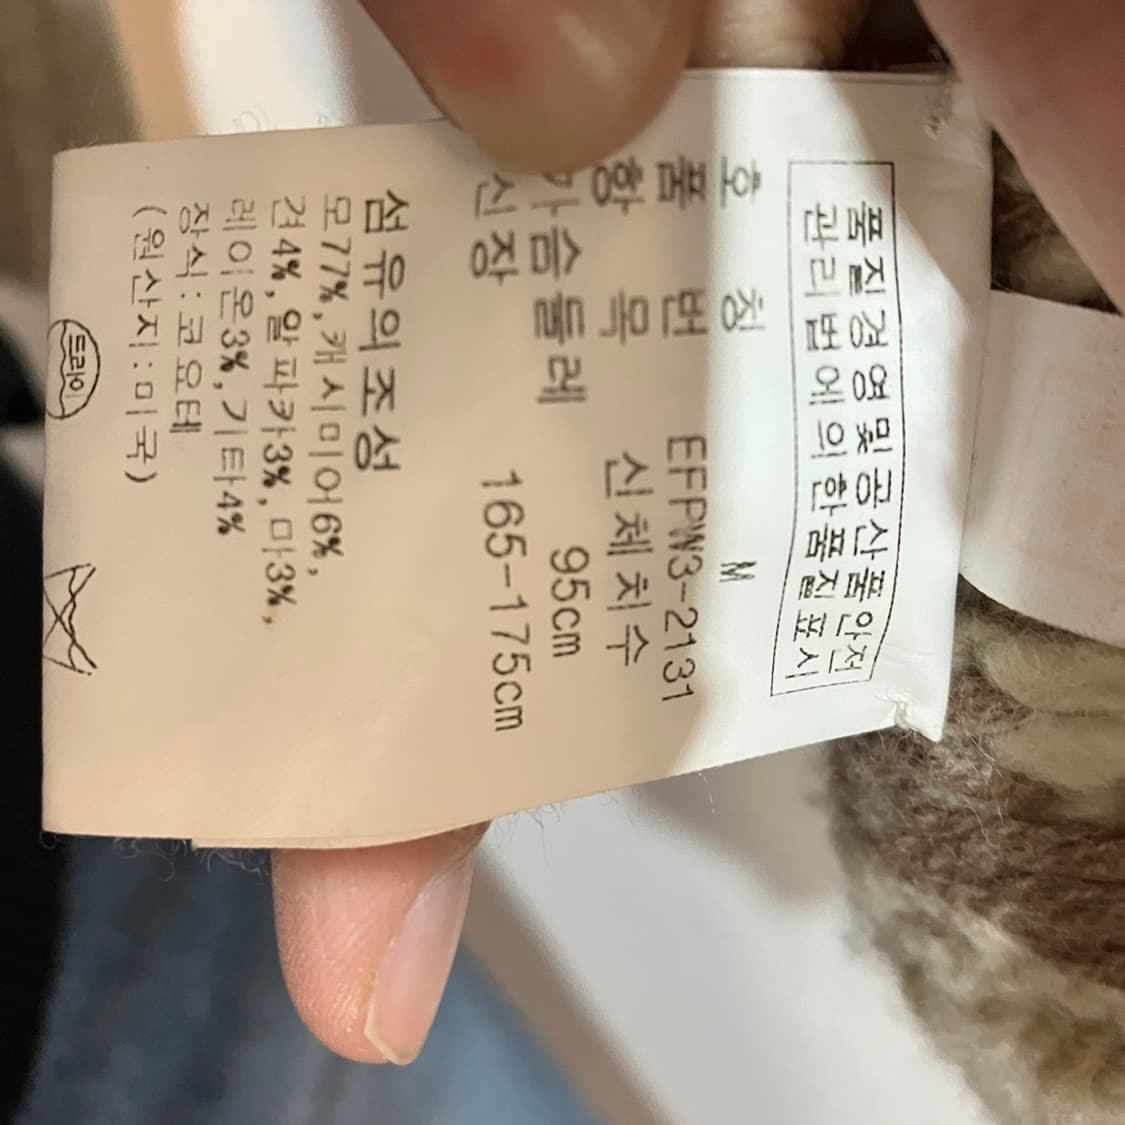 품질경영및공산품안전
관리법에의한품질표시
호 칭 M
품 번 EFPW3-2131
항 목 신체치수
가슴둘레 95cm
신장 165-175cm
섬유의조성
모77%,캐시미어6%,
견4%,알파카3%,마3%,
레이온3%,기타4%
장식:코요테
(원산지:미국)
드라이